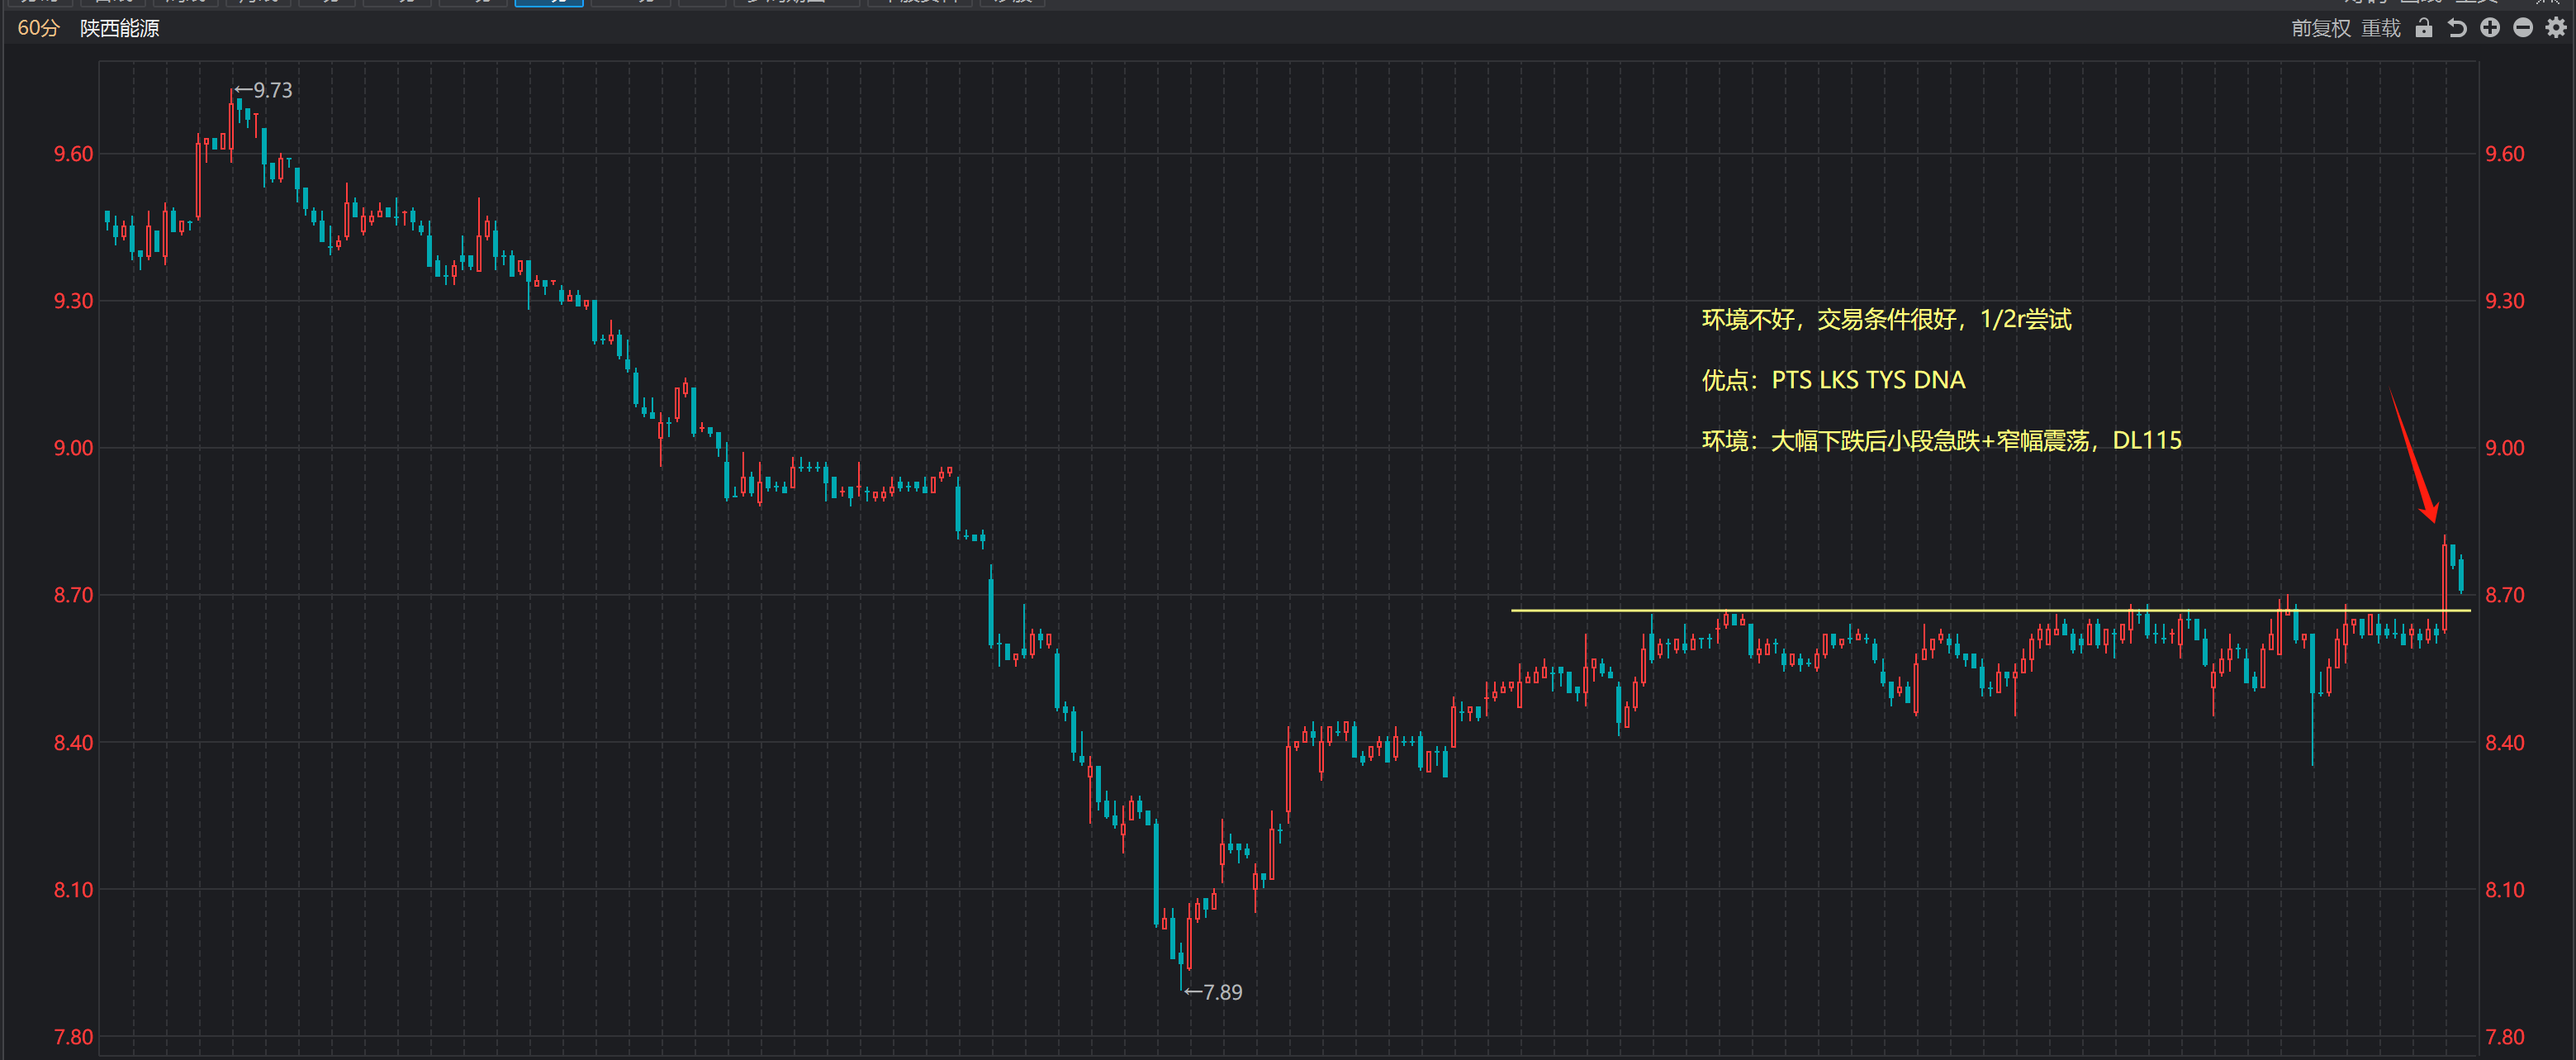 60分 陕西能源 前复权 重载
←9.73
9.60 9.60
9.30 9.30
环境不好，交易条件很好，1/2r尝试
优点：PTS LKS TYS DNA
环境：大幅下跌后小段急跌+窄幅震荡，DL115
9.00 9.00
8.70 8.70
8.40 8.40
8.10 8.10
←7.89
7.80 7.80